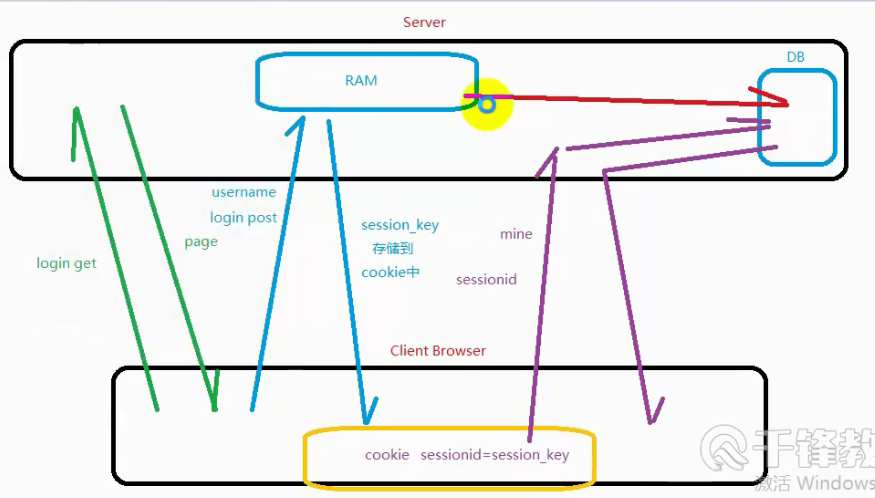 Server
RAM
DB
username
login post
page
login get
session_key
存储到
cookie中
mine
sessionid
Client Browser
cookie sessionid=session_key
千锋教
激活 Windows